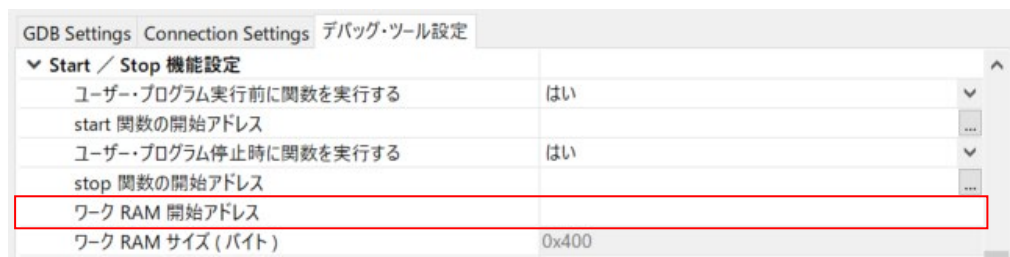 GDB Settings Connection Settings デバッグ・ツール設定
Start ／ Stop 機能設定
ユーザー・プログラム実行前に関数を実行する はい
start 関数の開始アドレス ...
ユーザー・プログラム停止時に関数を実行する はい
stop 関数の開始アドレス ...
ワーク RAM 開始アドレス
ワーク RAM サイズ ( バイト ) 0x400